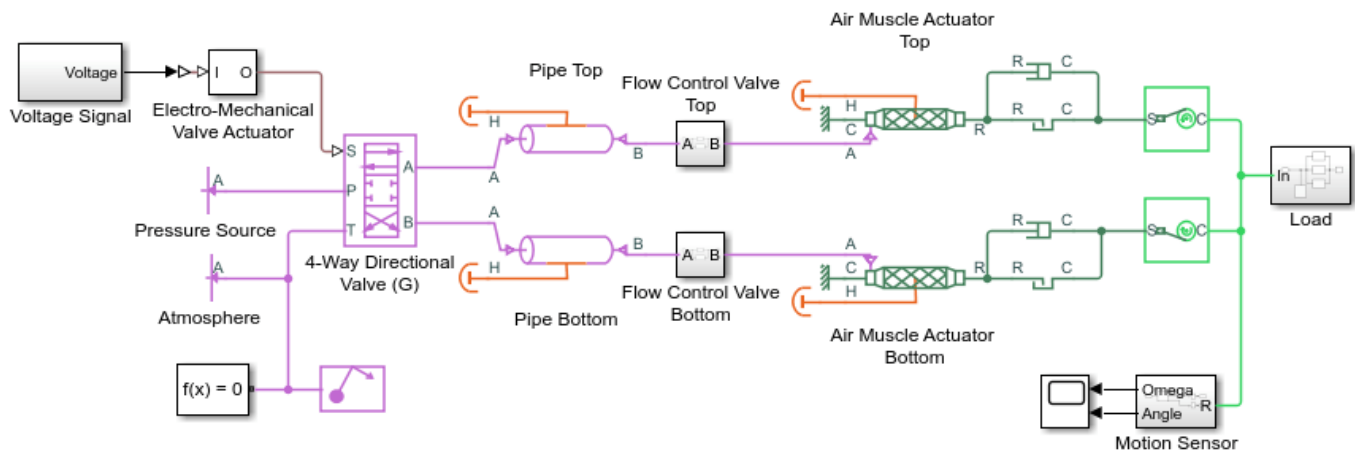 Air Muscle Actuator
Top
Voltage
Voltage Signal
I O
Electro-Mechanical
Valve Actuator
Pipe Top
H
A
B
Flow Control Valve
Top
A B
H
C
A
R
R C
R C
S C
In
Load
S
P
T
A
B
4-Way Directional
Valve (G)
A
Pressure Source
A
Atmosphere
A
H
B
Pipe Bottom
A B
Flow Control Valve
Bottom
A
C
H
R
R C
R C
S C
Air Muscle Actuator
Bottom
f(x) = 0
Omega
Angle
R
Motion Sensor